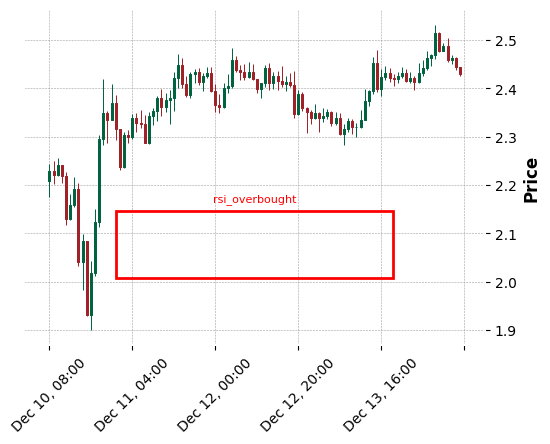 2.5
2.4
2.3
2.2
2.1
2.0
1.9
Price
rsi_overbought
Dec 10, 08:00
Dec 11, 04:00
Dec 12, 00:00
Dec 12, 20:00
Dec 13, 16:00